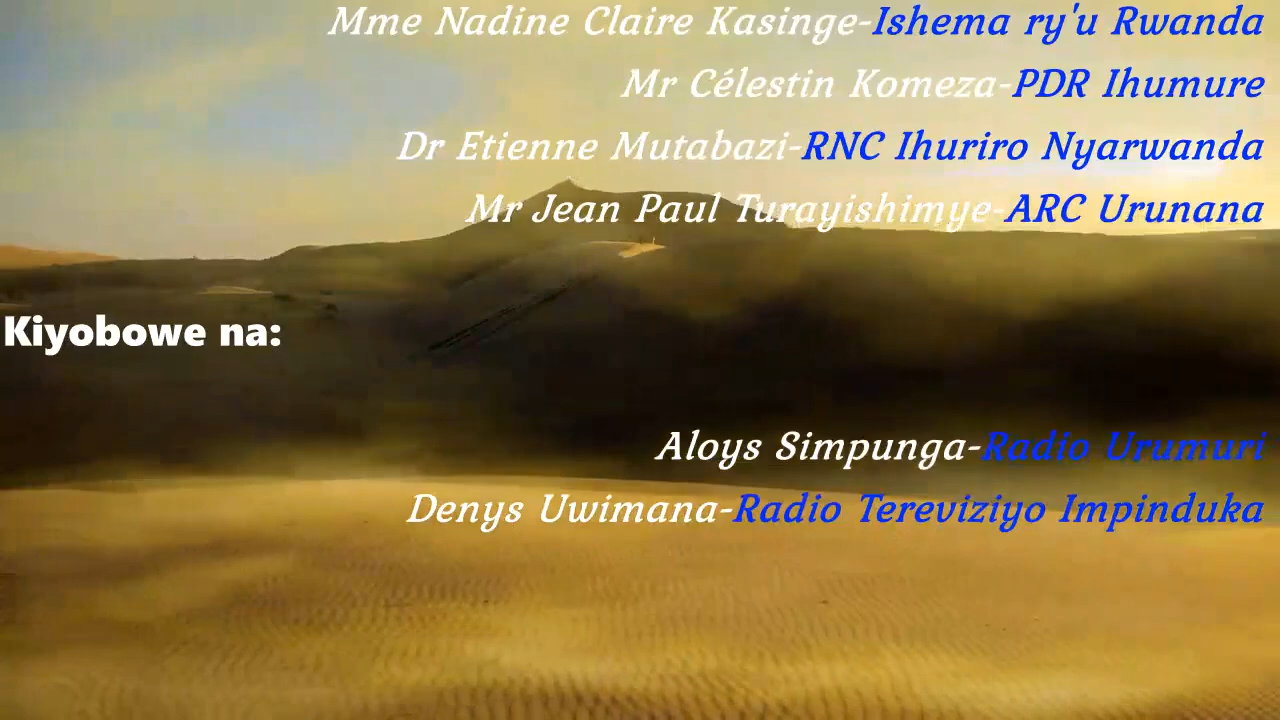 Mme Nadine Claire Kasinge-Ishema ry'u Rwanda
Mr Célestin Komeza-PDR Ihumure
Dr Etienne Mutabazi-RNC Ihuriro Nyarwanda
Mr Jean Paul Turayishimye-ARC Urunana
Kiyobowe na:
Aloys Simpunga-Radio Urumuri
Denys Uwimana-Radio Tereviziyo Impinduka